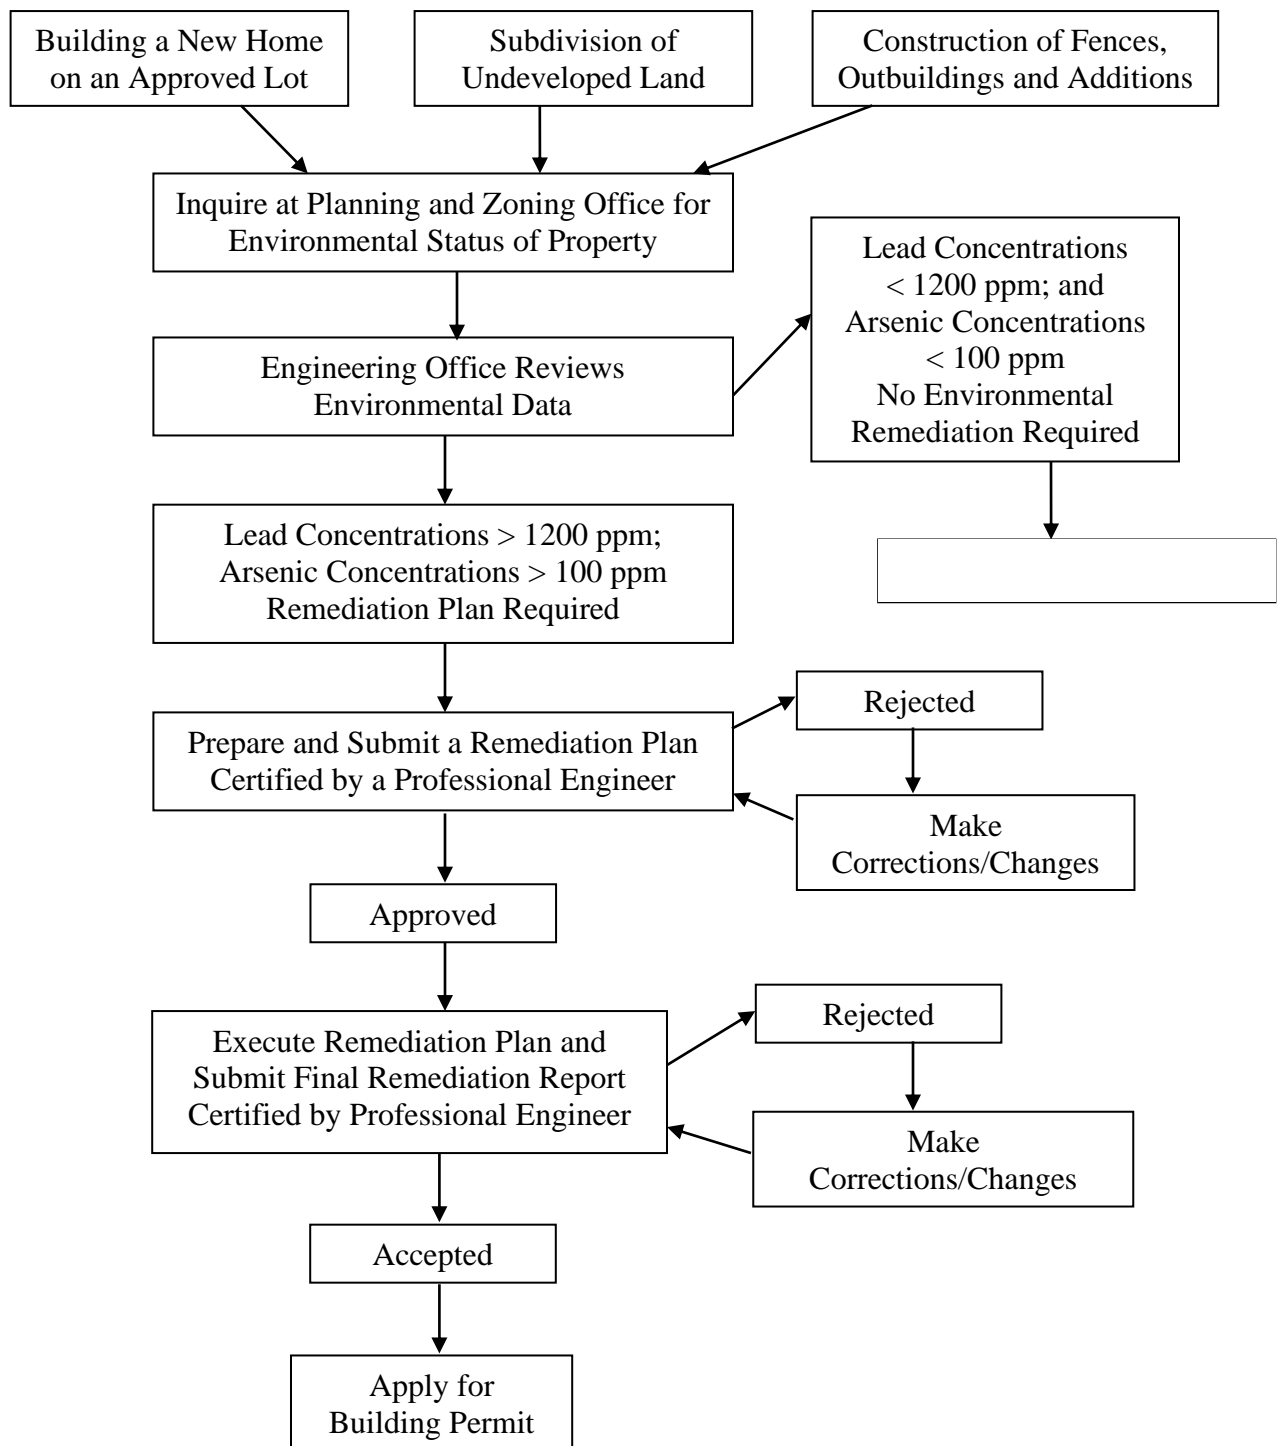 Building a New Home
on an Approved Lot
Subdivision of
Undeveloped Land
Construction of Fences,
Outbuildings and Additions
Inquire at Planning and Zoning Office for
Environmental Status of Property
Lead Concentrations
< 1200 ppm; and
Arsenic Concentrations
< 100 ppm
No Environmental
Remediation Required
Engineering Office Reviews
Environmental Data
Lead Concentrations > 1200 ppm;
Arsenic Concentrations > 100 ppm
Remediation Plan Required
Prepare and Submit a Remediation Plan
Certified by a Professional Engineer
Rejected
Make
Corrections/Changes
Approved
Execute Remediation Plan and
Submit Final Remediation Report
Certified by Professional Engineer
Rejected
Make
Corrections/Changes
Accepted
Apply for
Building Permit